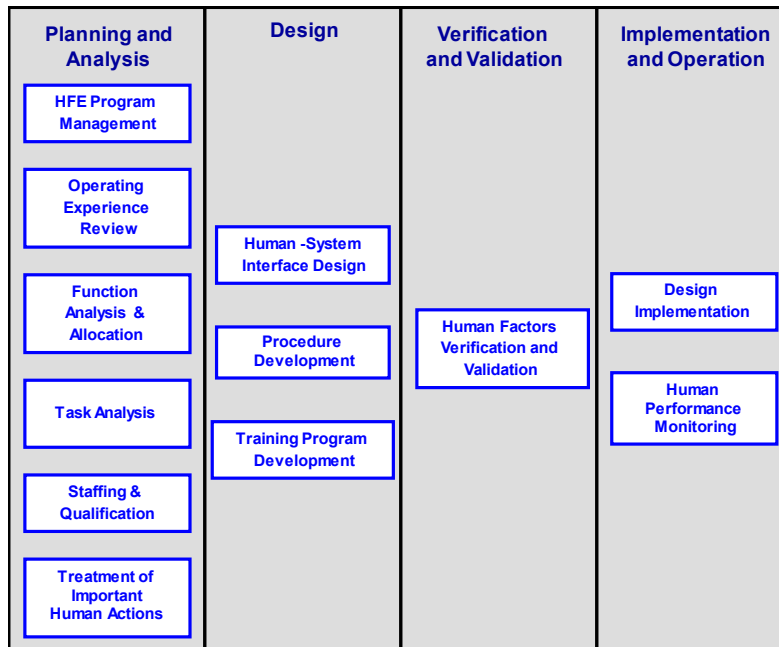 Planning and
Analysis
HFE Program
Management
Operating
Experience
Review
Function
Analysis &
Allocation
Task Analysis
Staffing &
Qualification
Treatment of
Important
Human Actions
Design
Human -System
Interface Design
Procedure
Development
Training Program
Development
Verification
and Validation
Human Factors
Verification and
Validation
Implementation
and Operation
Design
Implementation
Human
Performance
Monitoring